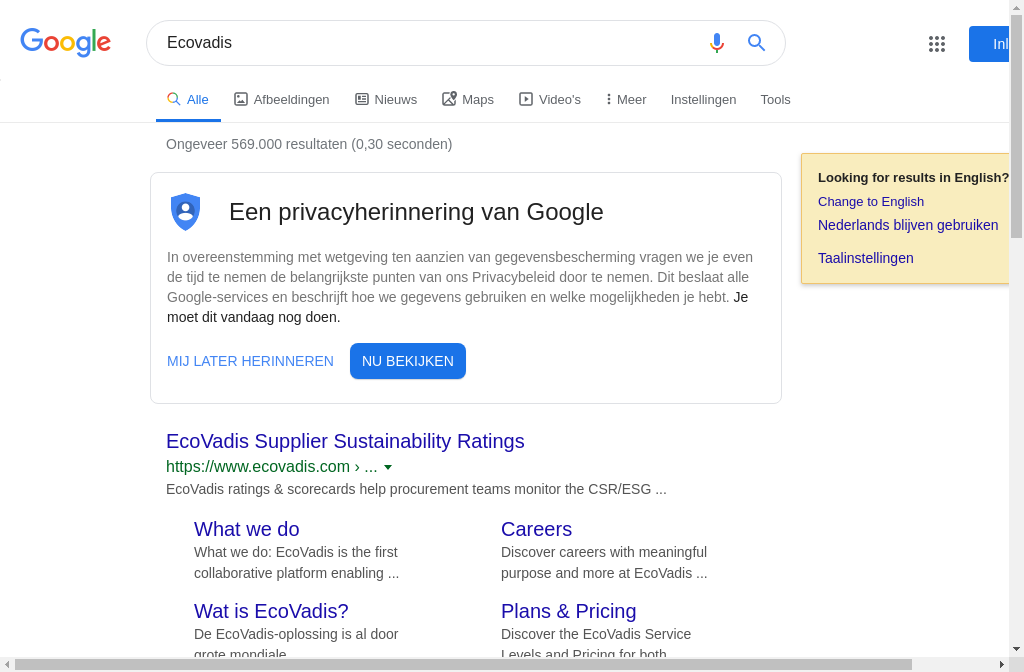 Google
Ecovadis
Inl
Alle Afbeeldingen Nieuws Maps Video's Meer Instellingen Tools
Ongeveer 569.000 resultaten (0,30 seconden)
Een privacyherinnering van Google
In overeenstemming met wetgeving ten aanzien van gegevensbescherming vragen we je even
de tijd te nemen de belangrijkste punten van ons Privacybeleid door te nemen. Dit beslaat alle
Google-services en beschrijft hoe we gegevens gebruiken en welke mogelijkheden je hebt. Je
moet dit vandaag nog doen.
MIJ LATER HERINNEREN NU BEKIJKEN
Looking for results in English?
Change to English
Nederlands blijven gebruiken
Taalinstellingen
EcoVadis Supplier Sustainability Ratings
https://www.ecovadis.com › ...
EcoVadis ratings & scorecards help procurement teams monitor the CSR/ESG ...
What we do
What we do: EcoVadis is the first
collaborative platform enabling ...
Careers
Discover careers with meaningful
purpose and more at EcoVadis ...
Wat is EcoVadis?
De EcoVadis-oplossing is al door
grote mondiale
Plans & Pricing
Discover the EcoVadis Service
Levels and Pricing for both